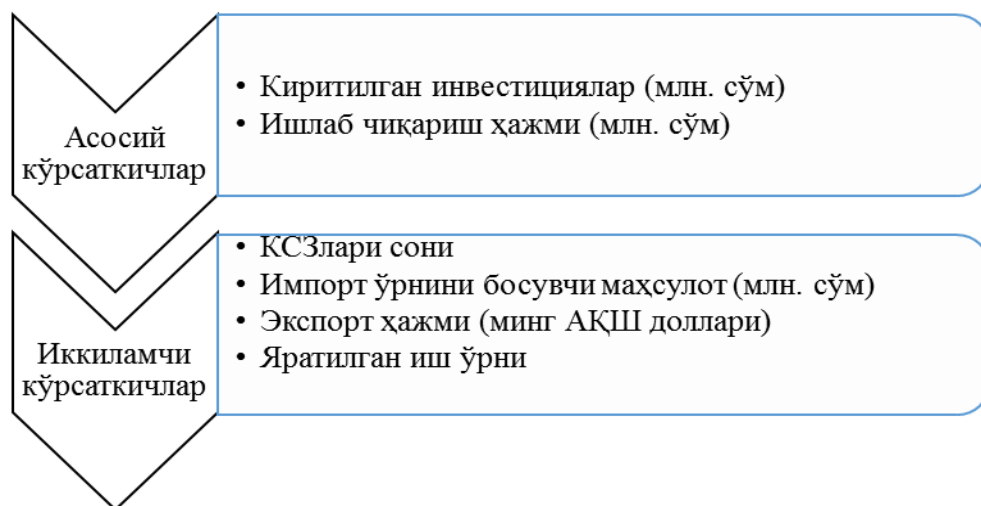 Асосий
кўрсаткичлар
• Киритилган инвестициялар (млн. сўм)
• Ишлаб чиқариш ҳажми (млн. сўм)
Иккиламчи
кўрсаткичлар
• КСЗлари сони
• Импорт ўрнини босувчи маҳсулот (млн. сўм)
• Экспорт ҳажми (минг АҚШ доллари)
• Яратилган иш ўрни